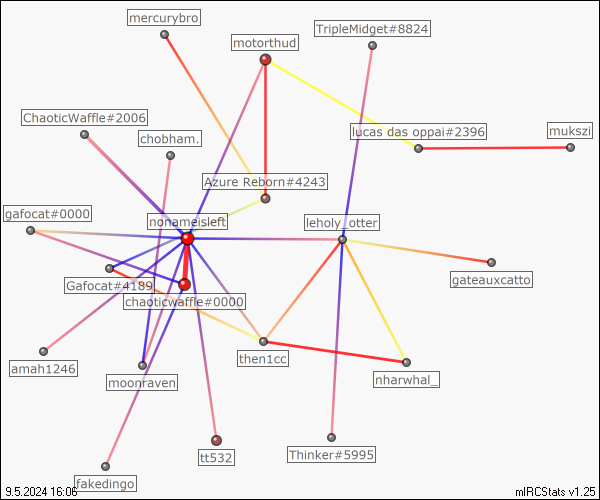 mercurybro
TripleMidget#8824
motorthud
ChaoticWaffle#2006
lucas das oppai#2396
mukszi
chobham.
Azure Reborn#4243
gafocat#0000
nonameisleft
leholy_otter
gateauxcatto
Gafocat#4189
chaoticwaffle#0000
then1cc
amah1246
moonraven
nharwhal_
tt532
Thinker#5995
fakedingo
9.5.2024 16:06
mIRCStats v1.25